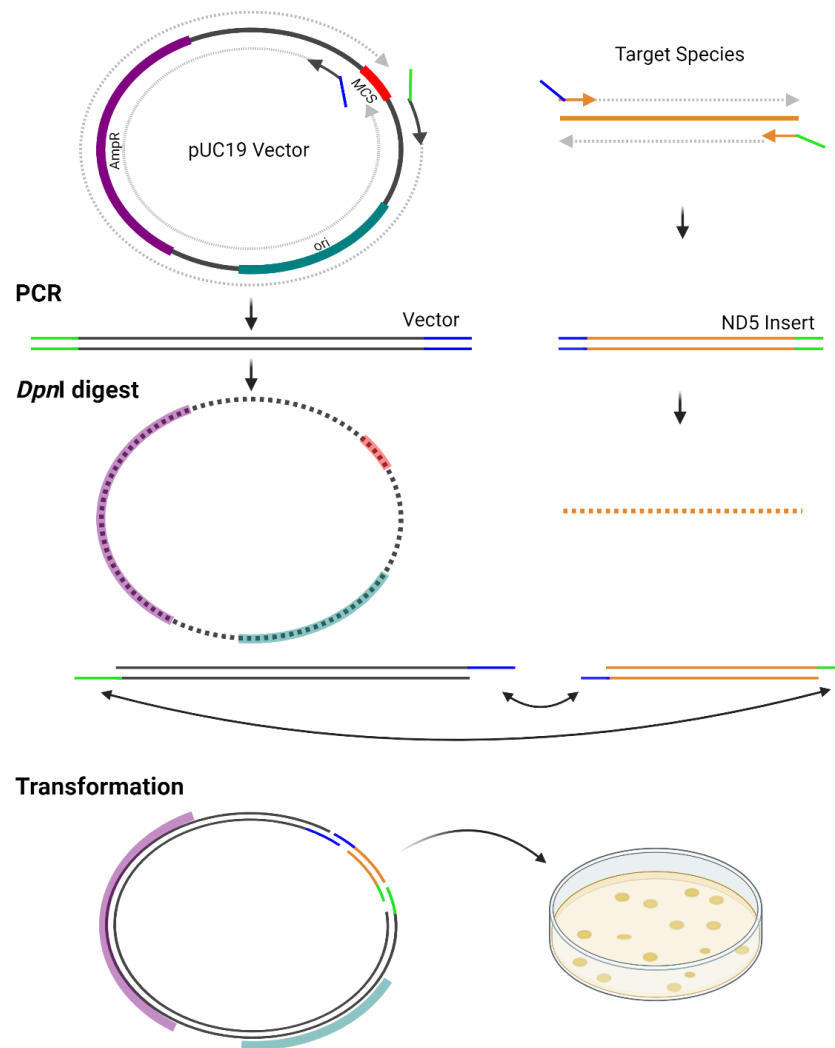 Target Species
MCS
AmpR
pUC19 Vector
ori
PCR
Vector
ND5 Insert
DpnI digest
Transformation